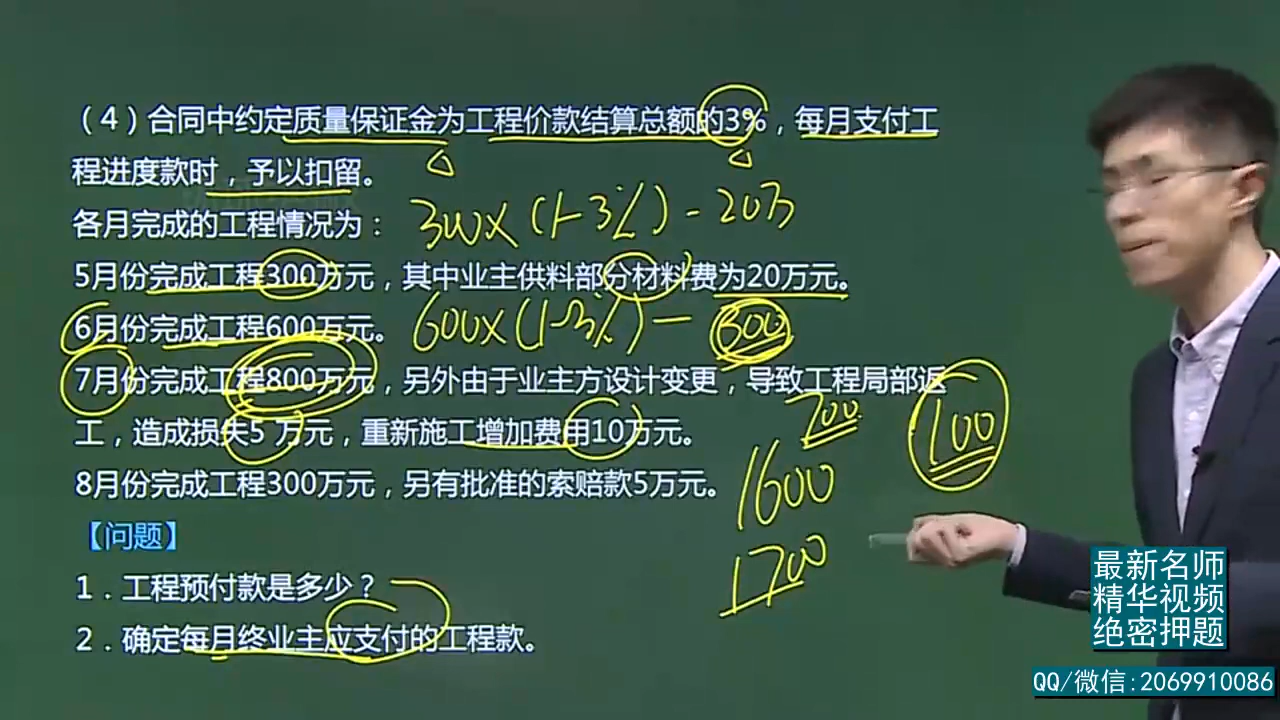 （4）合同中约定质量保证金为工程价款结算总额的3%，每月支付工
程进度款时，予以扣留。
各月完成的工程情况为：
300×(1-3%)-20万
5月份完成工程300万元，其中业主供料部分材料费为20万元。
6月份完成工程600万元。
600×(1-3%)-300
7月份完成工程800万元，另外由于业主方设计变更，导致工程局部返
工，造成损失5 万元，重新施工增加费用10万元。
700
100
8月份完成工程300万元，另有批准的索赔款5万元。
1600
【问题】
1700
1．工程预付款是多少？
2．确定每月终业主应支付的工程款。
最新名师
精华视频
绝密押题
QQ/微信:2069910086